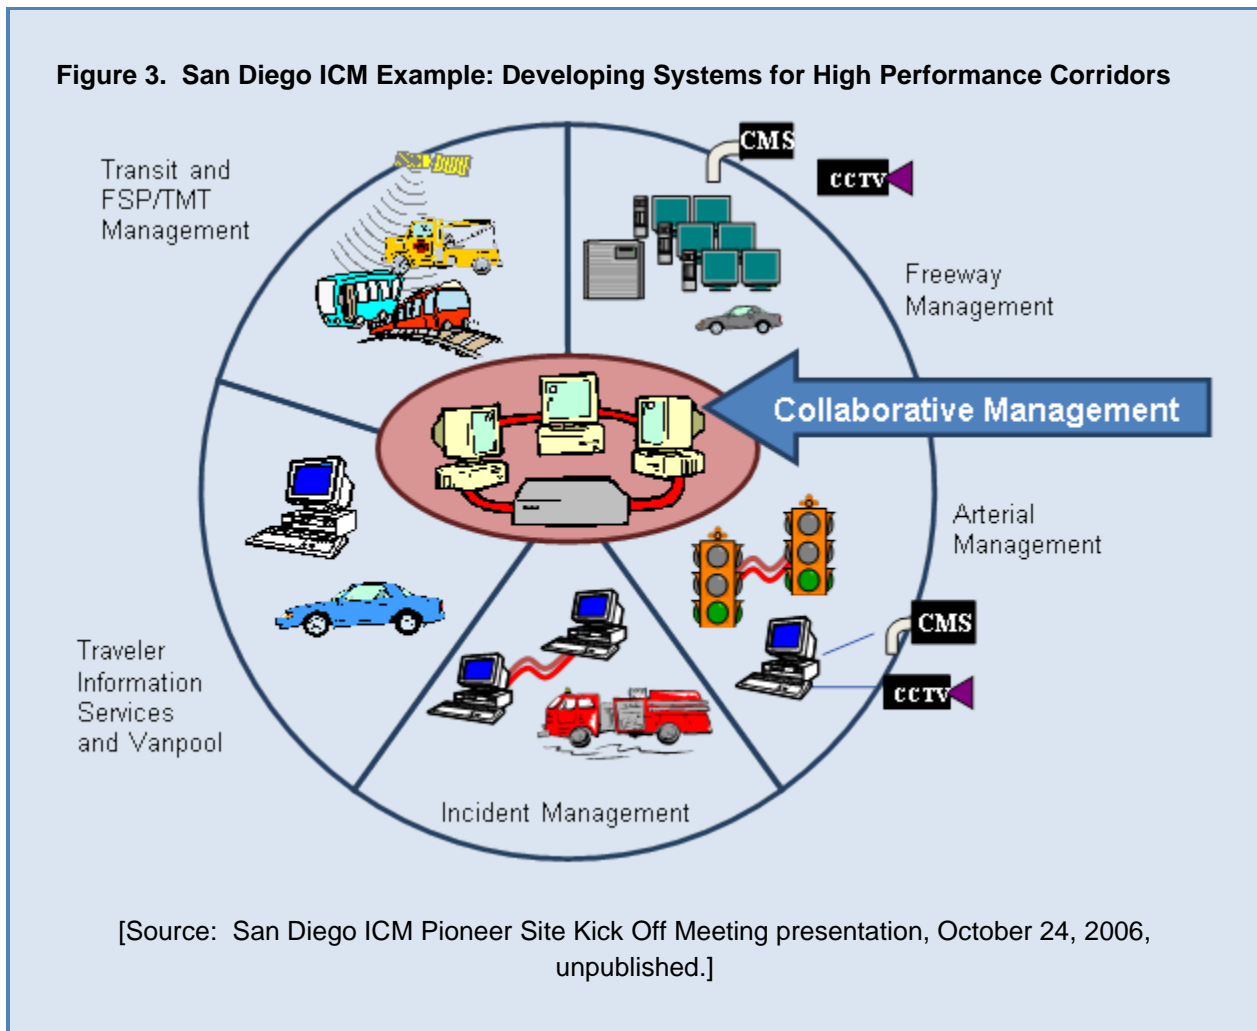 Figure 3.  San Diego ICM Example: Developing Systems for High Performance Corridors
Transit and
FSP/TMT
Management
CMS
CCTV
Freeway
Management
Collaborative Management
Arterial
Management
CMS
CCTV
Traveler
Information
Services
and Vanpool
Incident Management
[Source:  San Diego ICM Pioneer Site Kick Off Meeting presentation, October 24, 2006,
unpublished.]